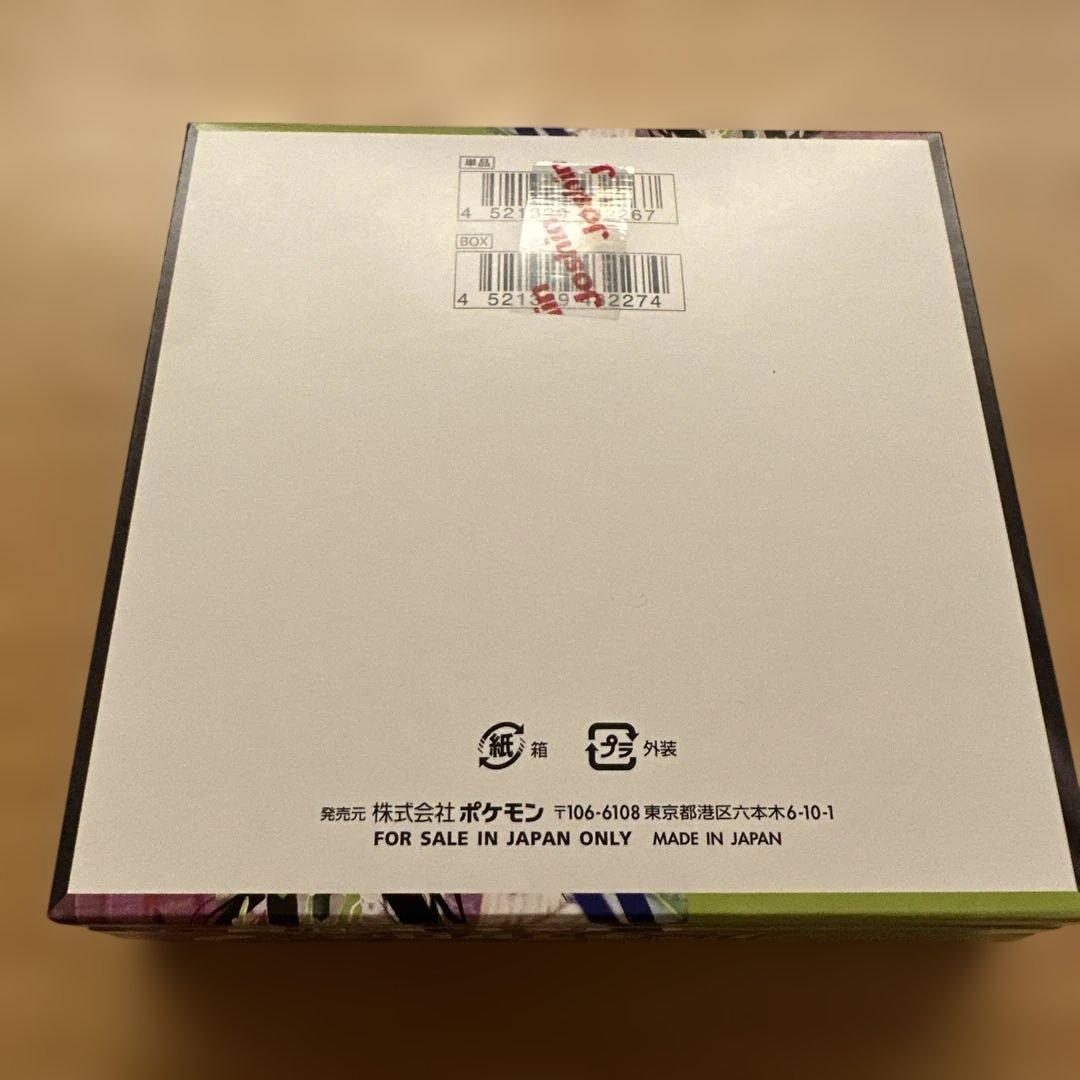 単品
BOX
紙 箱 プラ 外装
発売元 株式会社 ポケモン 〒106-6108 東京都港区六本木6-10-1
FOR SALE IN JAPAN ONLY MADE IN JAPAN